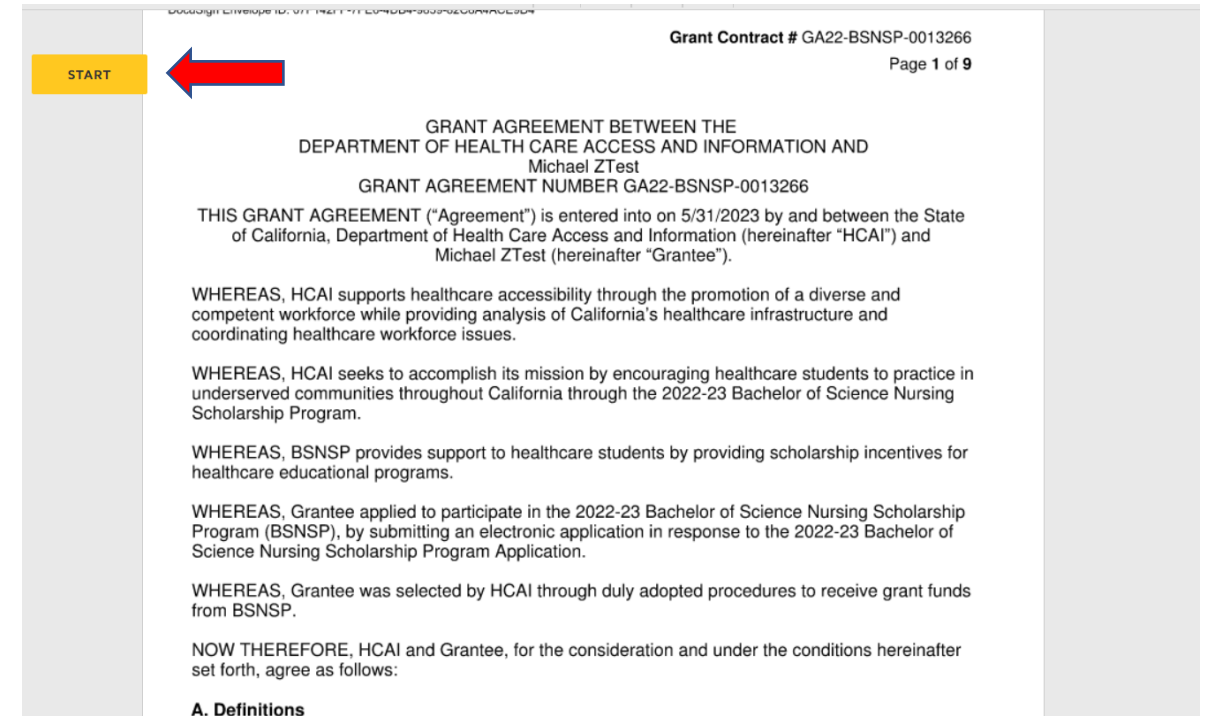 DocuSign Envelope ID:
Grant Contract # GA22-BSNSP-0013266
Page 1 of 9
START
GRANT AGREEMENT BETWEEN THE
DEPARTMENT OF HEALTH CARE ACCESS AND INFORMATION AND
Michael ZTest
GRANT AGREEMENT NUMBER GA22-BSNSP-0013266
THIS GRANT AGREEMENT (“Agreement”) is entered into on 5/31/2023 by and between the State
of California, Department of Health Care Access and Information (hereinafter “HCAI”) and
Michael ZTest (hereinafter “Grantee”).
WHEREAS, HCAI supports healthcare accessibility through the promotion of a diverse and
competent workforce while providing analysis of California’s healthcare infrastructure and
coordinating healthcare workforce issues.
WHEREAS, HCAI seeks to accomplish its mission by encouraging healthcare students to practice in
underserved communities throughout California through the 2022-23 Bachelor of Science Nursing
Scholarship Program.
WHEREAS, BSNSP provides support to healthcare students by providing scholarship incentives for
healthcare educational programs.
WHEREAS, Grantee applied to participate in the 2022-23 Bachelor of Science Nursing Scholarship
Program (BSNSP), by submitting an electronic application in response to the 2022-23 Bachelor of
Science Nursing Scholarship Program Application.
WHEREAS, Grantee was selected by HCAI through duly adopted procedures to receive grant funds
from BSNSP.
NOW THEREFORE, HCAI and Grantee, for the consideration and under the conditions hereinafter
set forth, agree as follows:
A. Definitions